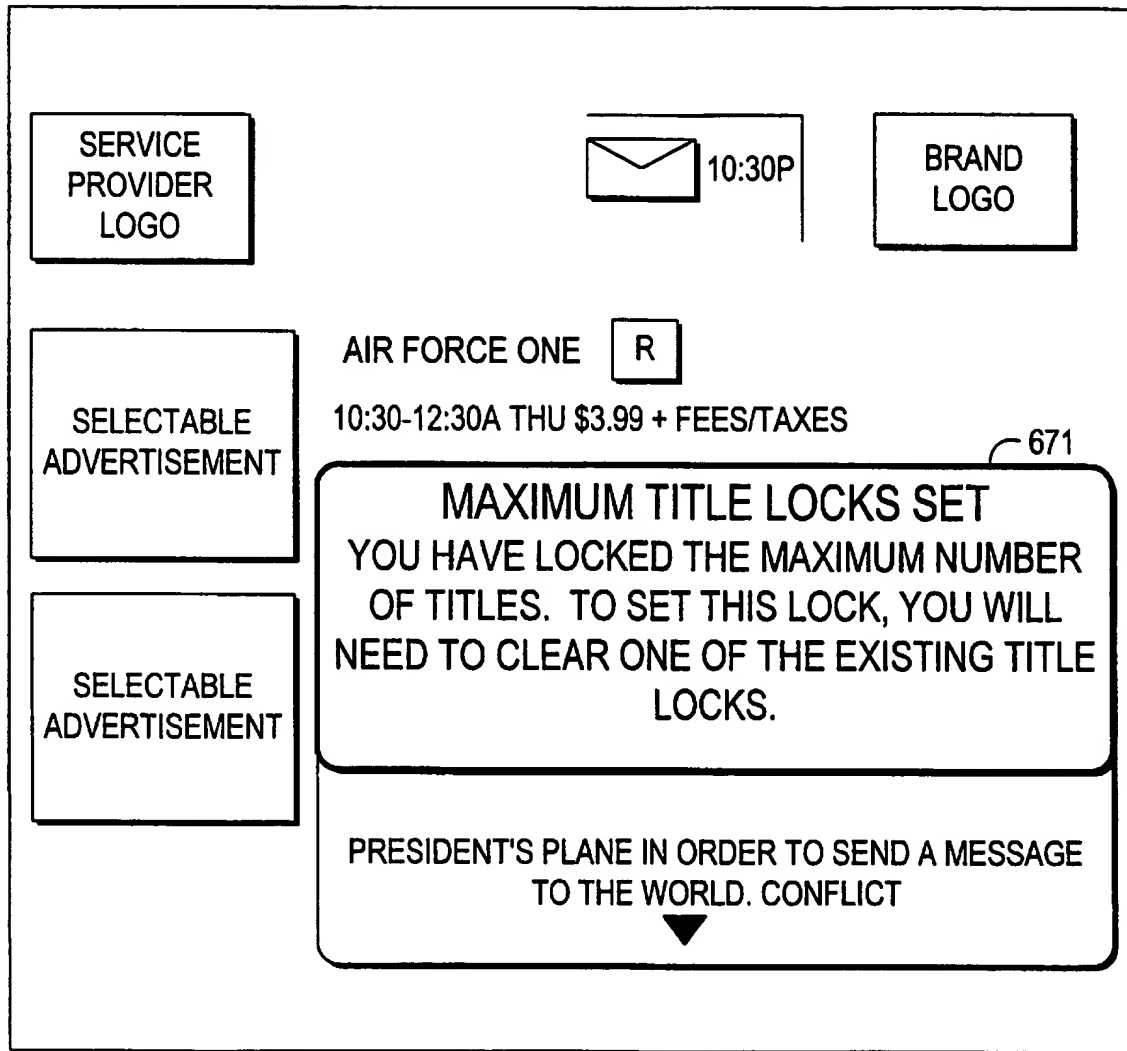 SERVICE
PROVIDER
LOGO
10:30P
BRAND
LOGO
AIR FORCE ONE R
10:30-12:30A THU $3.99 + FEES/TAXES
SELECTABLE
ADVERTISEMENT
671
MAXIMUM TITLE LOCKS SET
YOU HAVE LOCKED THE MAXIMUM NUMBER
OF TITLES. TO SET THIS LOCK, YOU WILL
NEED TO CLEAR ONE OF THE EXISTING TITLE
LOCKS.
SELECTABLE
ADVERTISEMENT
PRESIDENT'S PLANE IN ORDER TO SEND A MESSAGE
TO THE WORLD. CONFLICT